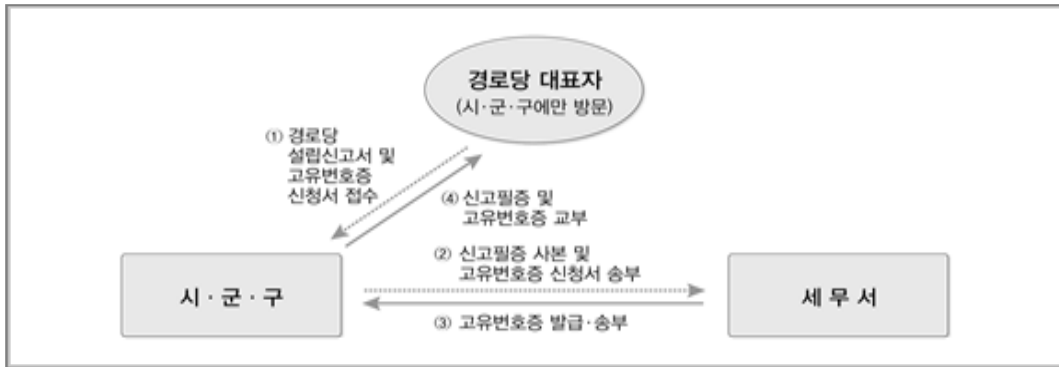 경로당 대표자
(시·군·구에만 방문)
① 경로당
설립신고서 및
고유번호증
신청서 접수
④ 신고필증 및
고유번호증 교부
② 신고필증 사본 및
고유번호증 신청서 송부
시·군·구
세 무 서
③ 고유번호증 발급·송부